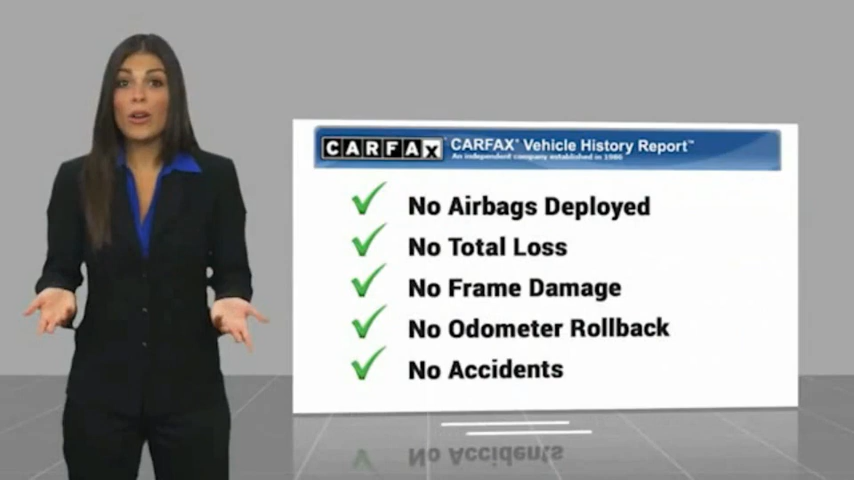 CARFAX CARFAX® Vehicle History Report™
An independent company established in 1986
No Airbags Deployed
No Total Loss
No Frame Damage
No Odometer Rollback
No Accidents
No Accidents